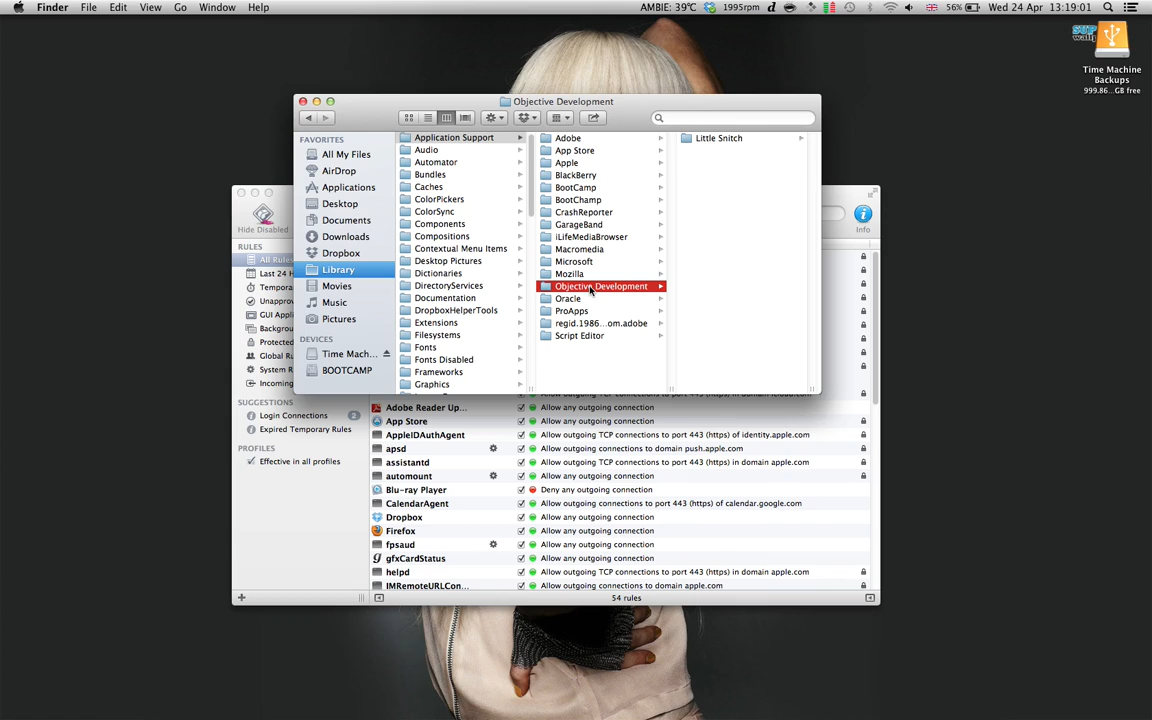 Finder File Edit View Go Window Help
AMBIE: 39℃ 1995rpm 56% Wed 24 Apr 13:19:01
Time Machine
Backups
999.86...GB free
Objective Development
FAVORITES
All My Files
AirDrop
Applications
Desktop
Documents
Downloads
Dropbox
Library
Movies
Music
Pictures
DEVICES
Time Mach...
BOOTCAMP
Application Support
Audio
Automator
Bundles
Caches
ColorPickers
ColorSync
Components
Compositions
Contextual Menu Items
Desktop Pictures
Dictionaries
DirectoryServices
Documentation
DropboxHelperTools
Extensions
Filesystems
Fonts
Fonts Disabled
Frameworks
Graphics
Adobe
App Store
Apple
BlackBerry
BootCamp
BootChamp
CrashReporter
GarageBand
iLifeMediaBrowser
Macromedia
Microsoft
Mozilla
Objective Development
Oracle
ProApps
regid.1986...om.adobe
Script Editor
Little Snitch
Hide Disabled
Info
RULES
All Rules
Last 24 H
Tempora
Unapprov
GUI Appl
Backgrou
Protected
Global Ru
System R
Incoming
SUGGESTIONS
Login Connections 2
Expired Temporary Rules
PROFILES
Effective in all profiles
Adobe Reader Up... Allow any outgoing connection
App Store Allow any outgoing connection
AppleIDAuthAgent Allow outgoing TCP connections to port 443 (https) of identity.apple.com
apsd Allow outgoing connections to domain push.apple.com
assistantd Allow outgoing TCP connections to port 443 (https) in domain apple.com
automount Allow any outgoing connection
Blu-ray Player Deny any outgoing connection
CalendarAgent Allow outgoing connections to port 443 (https) of calendar.google.com
Dropbox Allow any outgoing connection
Firefox Allow any outgoing connection
fpsaud Allow any outgoing connection
gfxCardStatus Allow any outgoing connection
helpd Allow outgoing TCP connections to port 443 (https) in domain apple.com
IMRemoteURLCon... Allow outgoing connections to domain apple.com
54 rules